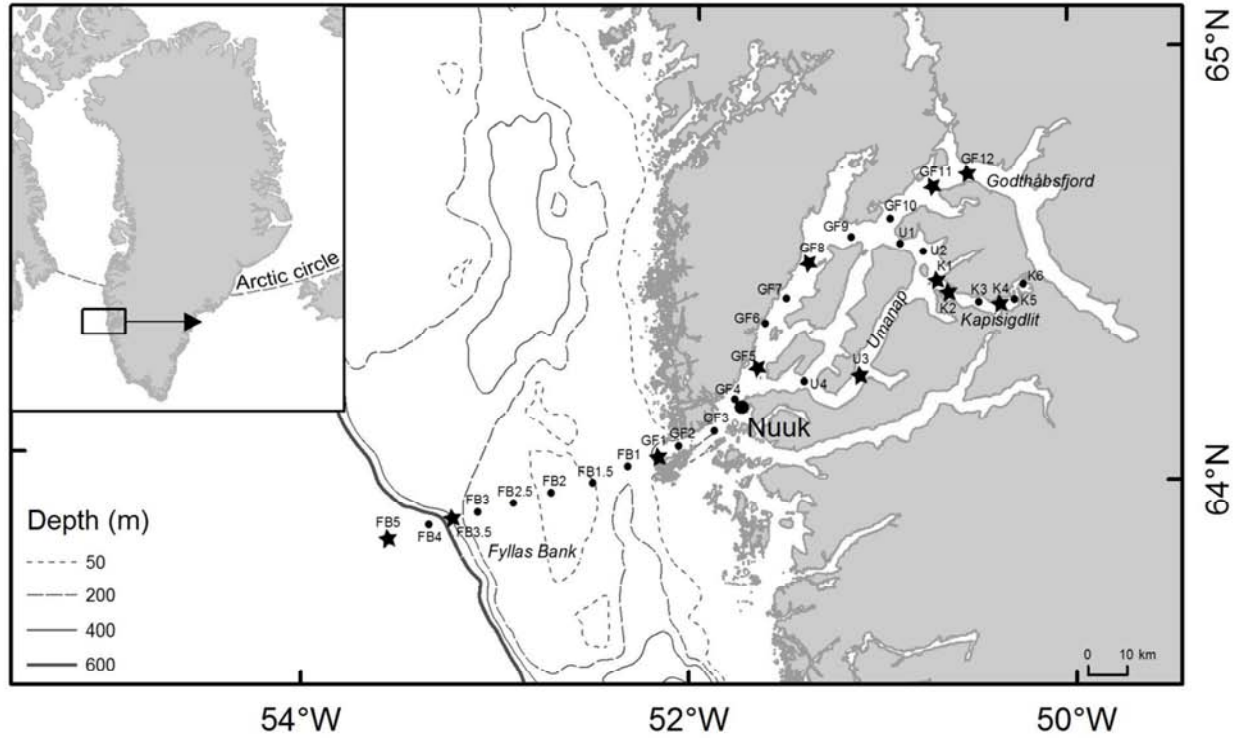 65°N
Arctic circle
GF12
GF11
Godthåbsfjord
GF10
GF9
U1
U2
GF8
K1
K6
K2
K3
K4
K5
Kapisigdlit
GF7
GF6
Umanap
GF5
U3
U4
GF4
Nuuk
GF3
GF2
GF1
FB1
FB1.5
FB2
FB2.5
FB3
FB3.5
FB4
FB5
Fyllas Bank
64°N
Depth (m)
50
200
400
600
0 10 km
54°W
52°W
50°W